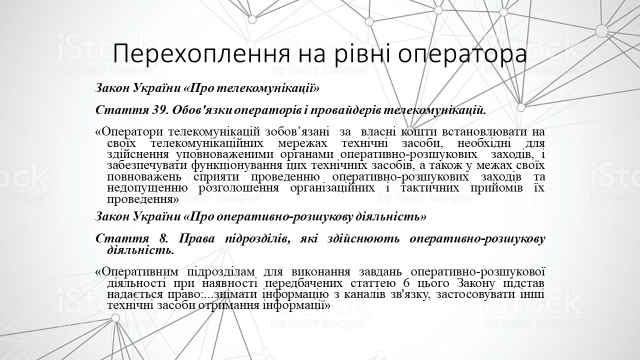 Перехоплення на рівні оператора
Закон України «Про телекомунікації»
Стаття 39. Обов'язки операторів і провайдерів телекомунікацій.
«Оператори телекомунікацій зобов’язані за власні кошти встановлювати на
своїх телекомунікаційних мережах технічні засоби, необхідні для
здійснення уповноваженими органами оперативно-розшукових заходів, і
забезпечувати функціонування цих технічних засобів, а також у межах своїх
повноважень сприяти проведенню оперативно-розшукових заходів та
недопущенню розголошення організаційних і тактичних прийомів їх
проведення»
Закон України «Про оперативно-розшукову діяльність»
Стаття 8. Права підрозділів, які здійснюють оперативно-розшукову
діяльність.
«Оперативним підрозділам для виконання завдань оперативно-розшукової
діяльності при наявності передбачених статтею 6 цього Закону підстав
надається право:...знімати інформацію з каналів зв'язку, застосовувати інші
технічні засоби отримання інформації»